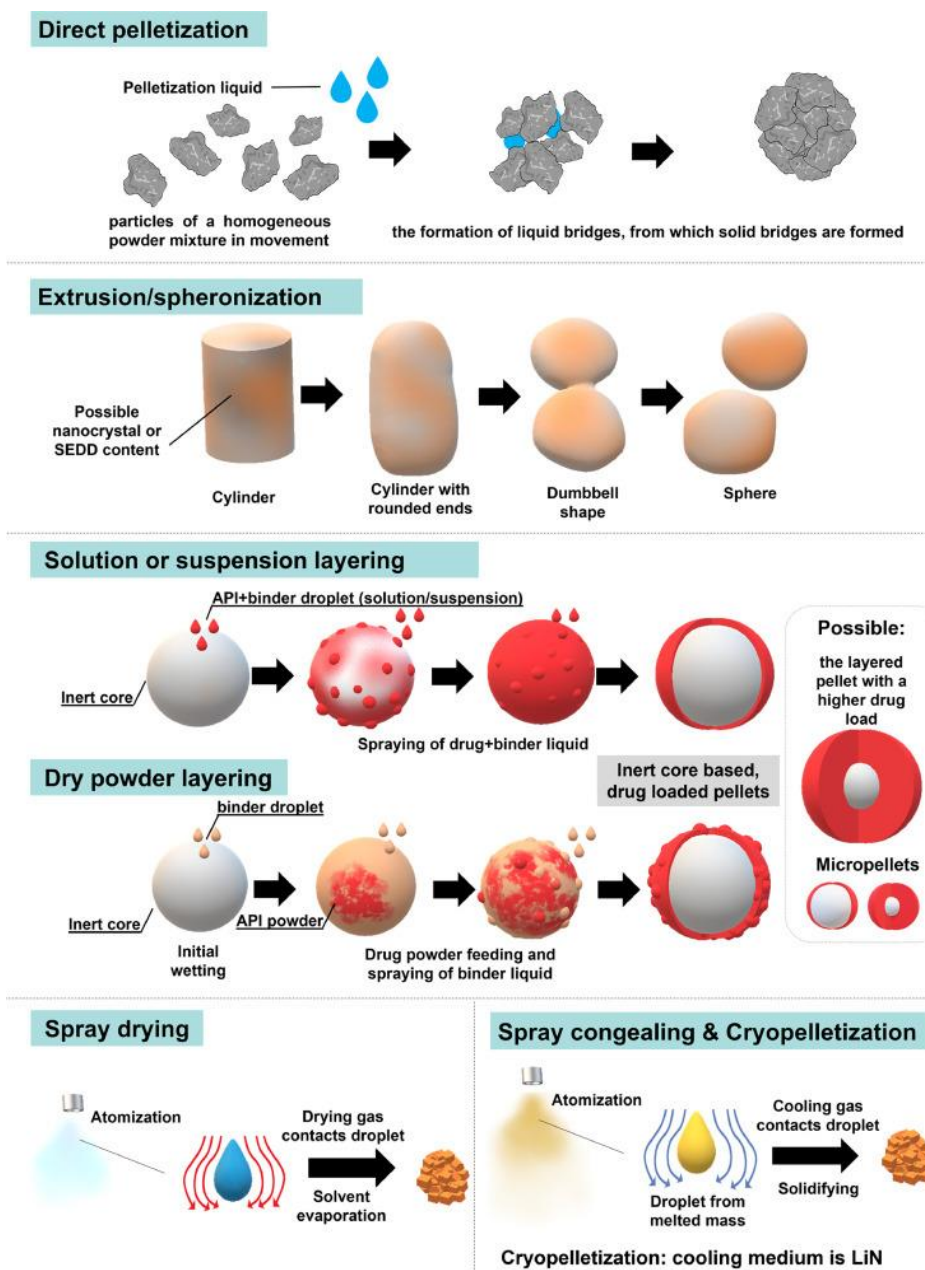 Direct pelletization
Pelletization liquid
particles of a homogeneous
powder mixture in movement
the formation of liquid bridges, from which solid bridges are formed
Extrusion/spheronization
Possible
nanocrystal or
SEDD content
Cylinder
Cylinder with
rounded ends
Dumbbell
shape
Sphere
Solution or suspension layering
API+binder droplet (solution/suspension)
Inert core
Spraying of drug+binder liquid
Possible:
the layered
pellet with a
higher drug
load
Micropellets
Inert core based,
drug loaded pellets
Dry powder layering
binder droplet
Inert core
API powder
Initial
wetting
Drug powder feeding and
spraying of binder liquid
Spray drying
Atomization
Drying gas
contacts droplet
Solvent
evaporation
Spray congealing & Cryopelletization
Atomization
Cooling gas
contacts droplet
Droplet from
melted mass
Solidifying
Cryopelletization: cooling medium is LiN